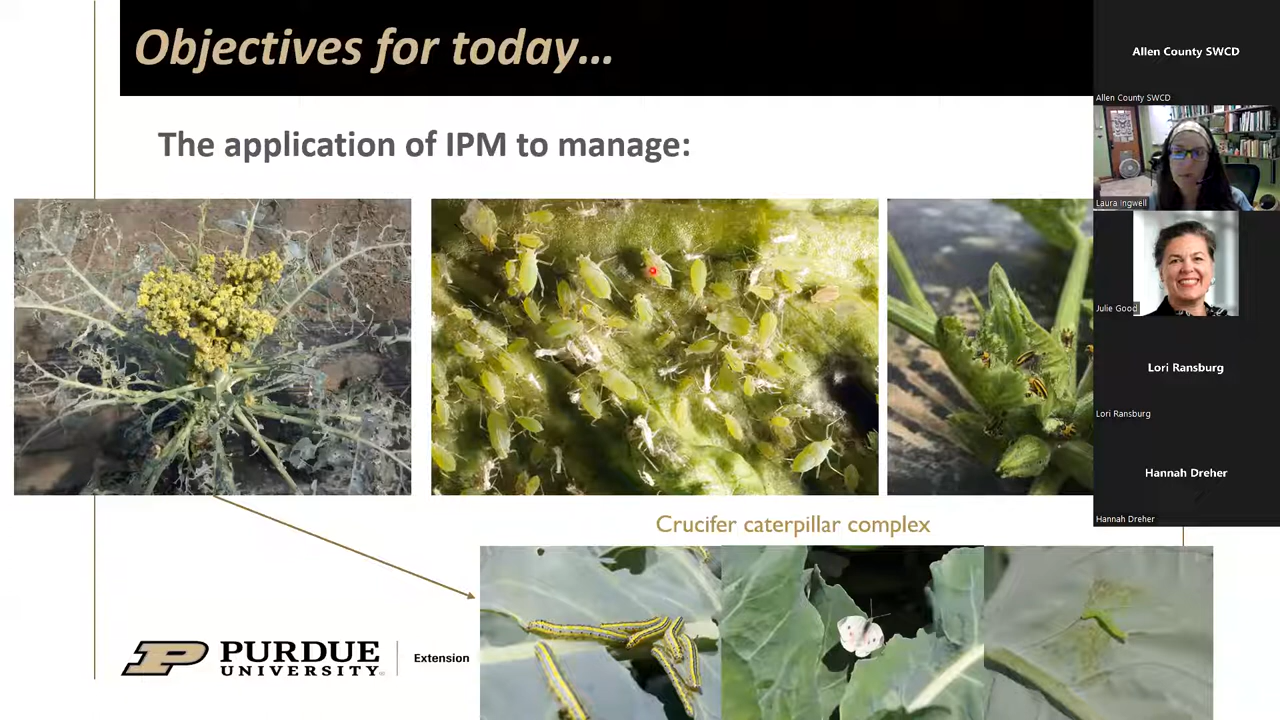 Objectives for today...
The application of IPM to manage:
Crucifer caterpillar complex
PURDUE
UNIVERSITY
Extension
Allen County SWCD
Allen County SWCD
Laura Ingwell
Julie Good
Lori Ransburg
Lori Ransburg
Hannah Dreher
Hannah Dreher